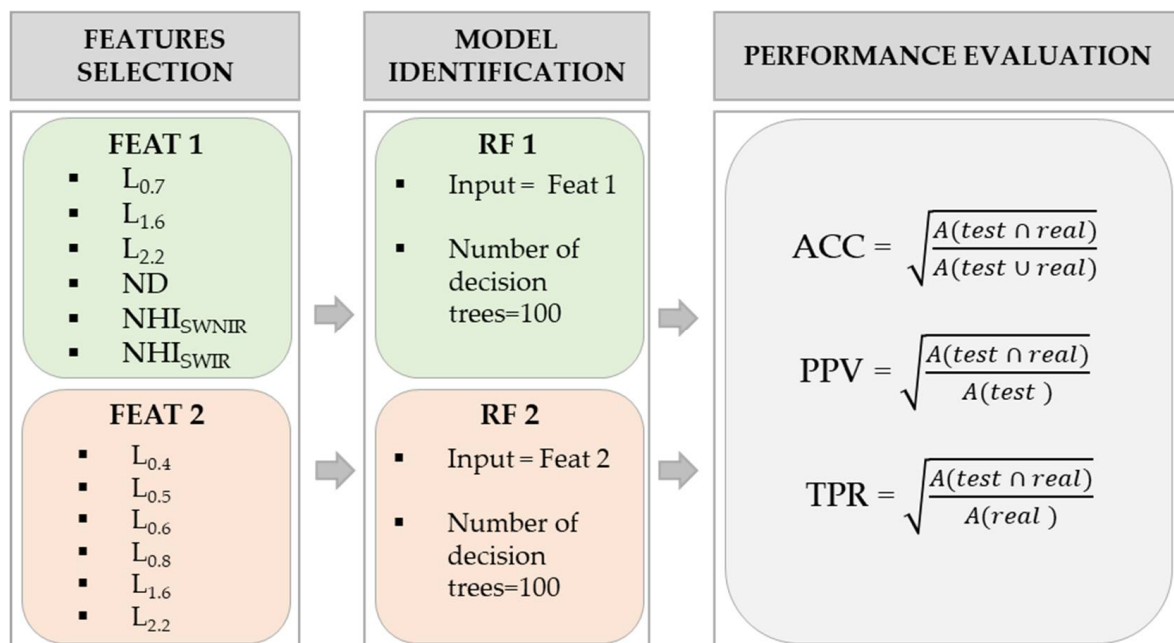 FEATURES
SELECTION
MODEL
IDENTIFICATION
PERFORMANCE EVALUATION
FEAT 1
▪ L₀.₇
▪ L₁.₆
▪ L₂.₂
▪ ND
▪ NHI_SWNIR
▪ NHI_SWIR
FEAT 2
▪ L₀.₄
▪ L₀.₅
▪ L₀.₆
▪ L₀.₈
▪ L₁.₆
▪ L₂.₂
RF 1
▪ Input = Feat 1
▪ Number of
decision
trees=100
RF 2
▪ Input = Feat 2
▪ Number of
decision
trees=100
ACC = √(A(test ∩ real) / A(test ∪ real))
PPV = √(A(test ∩ real) / A(test ))
TPR = √(A(test ∩ real) / A(real ))